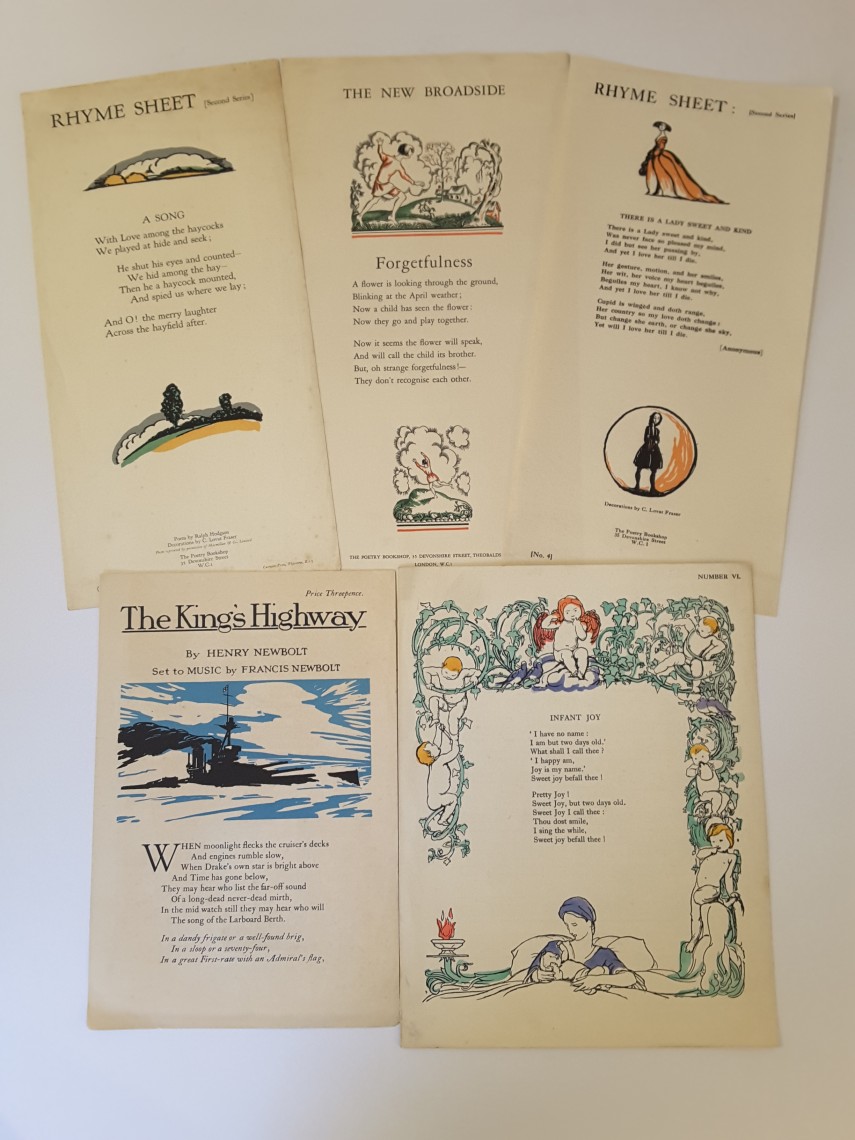 RHYME SHEET [Second Series]
A SONG
With Love among the haycocks
We played at hide and seek;
He shut his eyes and counted—
We hid among the hay—
Then he a haycock mounted,
And spied us where we lay;
And O! the merry laughter
Across the hayfield after.
Poem by Ralph Hodgson
Decorations by C. Lovat Fraser
The Poetry Bookshop
35 Devonshire Street
W.C.1
THE NEW BROADSIDE
Forgetfulness
A flower is looking through the ground,
Blinking at the April weather;
Now a child has seen the flower:
Now they go and play together.
Now it seems the flower will speak,
And will call the child its brother.
But, oh strange forgetfulness!—
They don't recognise each other.
THE POETRY BOOKSHOP, 35 DEVONSHIRE STREET, THEOBALDS
LONDON, W.C.1
[No. 4]
RHYME SHEET: [Second Series]
THERE IS A LADY SWEET AND KIND
There is a Lady sweet and kind,
Was never face so pleased my mind,
I did but see her passing by,
And yet I love her till I die.
Her gesture, motion, and her smiles,
Her wit, her voice my heart beguiles,
Beguiles my heart, I know not why,
And yet I love her till I die.
Cupid is winged and doth range,
Her country so my love doth change:
But change she earth, or change she sky,
Yet will I love her till I die.
[Anonymous]
Decorations by C. Lovat Fraser
The Poetry Bookshop
35 Devonshire Street
W.C.1
Price Threepence.
The King's Highway
By HENRY NEWBOLT
Set to MUSIC by FRANCIS NEWBOLT
WHEN moonlight flecks the cruiser's decks
And engines rumble slow,
When Drake's own star is bright above
And Time has gone below,
They may hear who list the far-off sound
Of a long-dead never-dead mirth,
In the mid watch still they may hear who will
The song of the Larboard Berth.
In a dandy frigate or a well-found brig,
In a sloop or a seventy-four,
In a great First-rate with an Admiral's flag,
NUMBER VI.
INFANT JOY
' I have no name :
I am but two days old.'
What shall I call thee ?
' I happy am,
Joy is my name.'
Sweet joy befall thee !
Pretty Joy !
Sweet Joy, but two days old.
Sweet Joy I call thee :
Thou dost smile,
I sing the while,
Sweet joy befall thee !